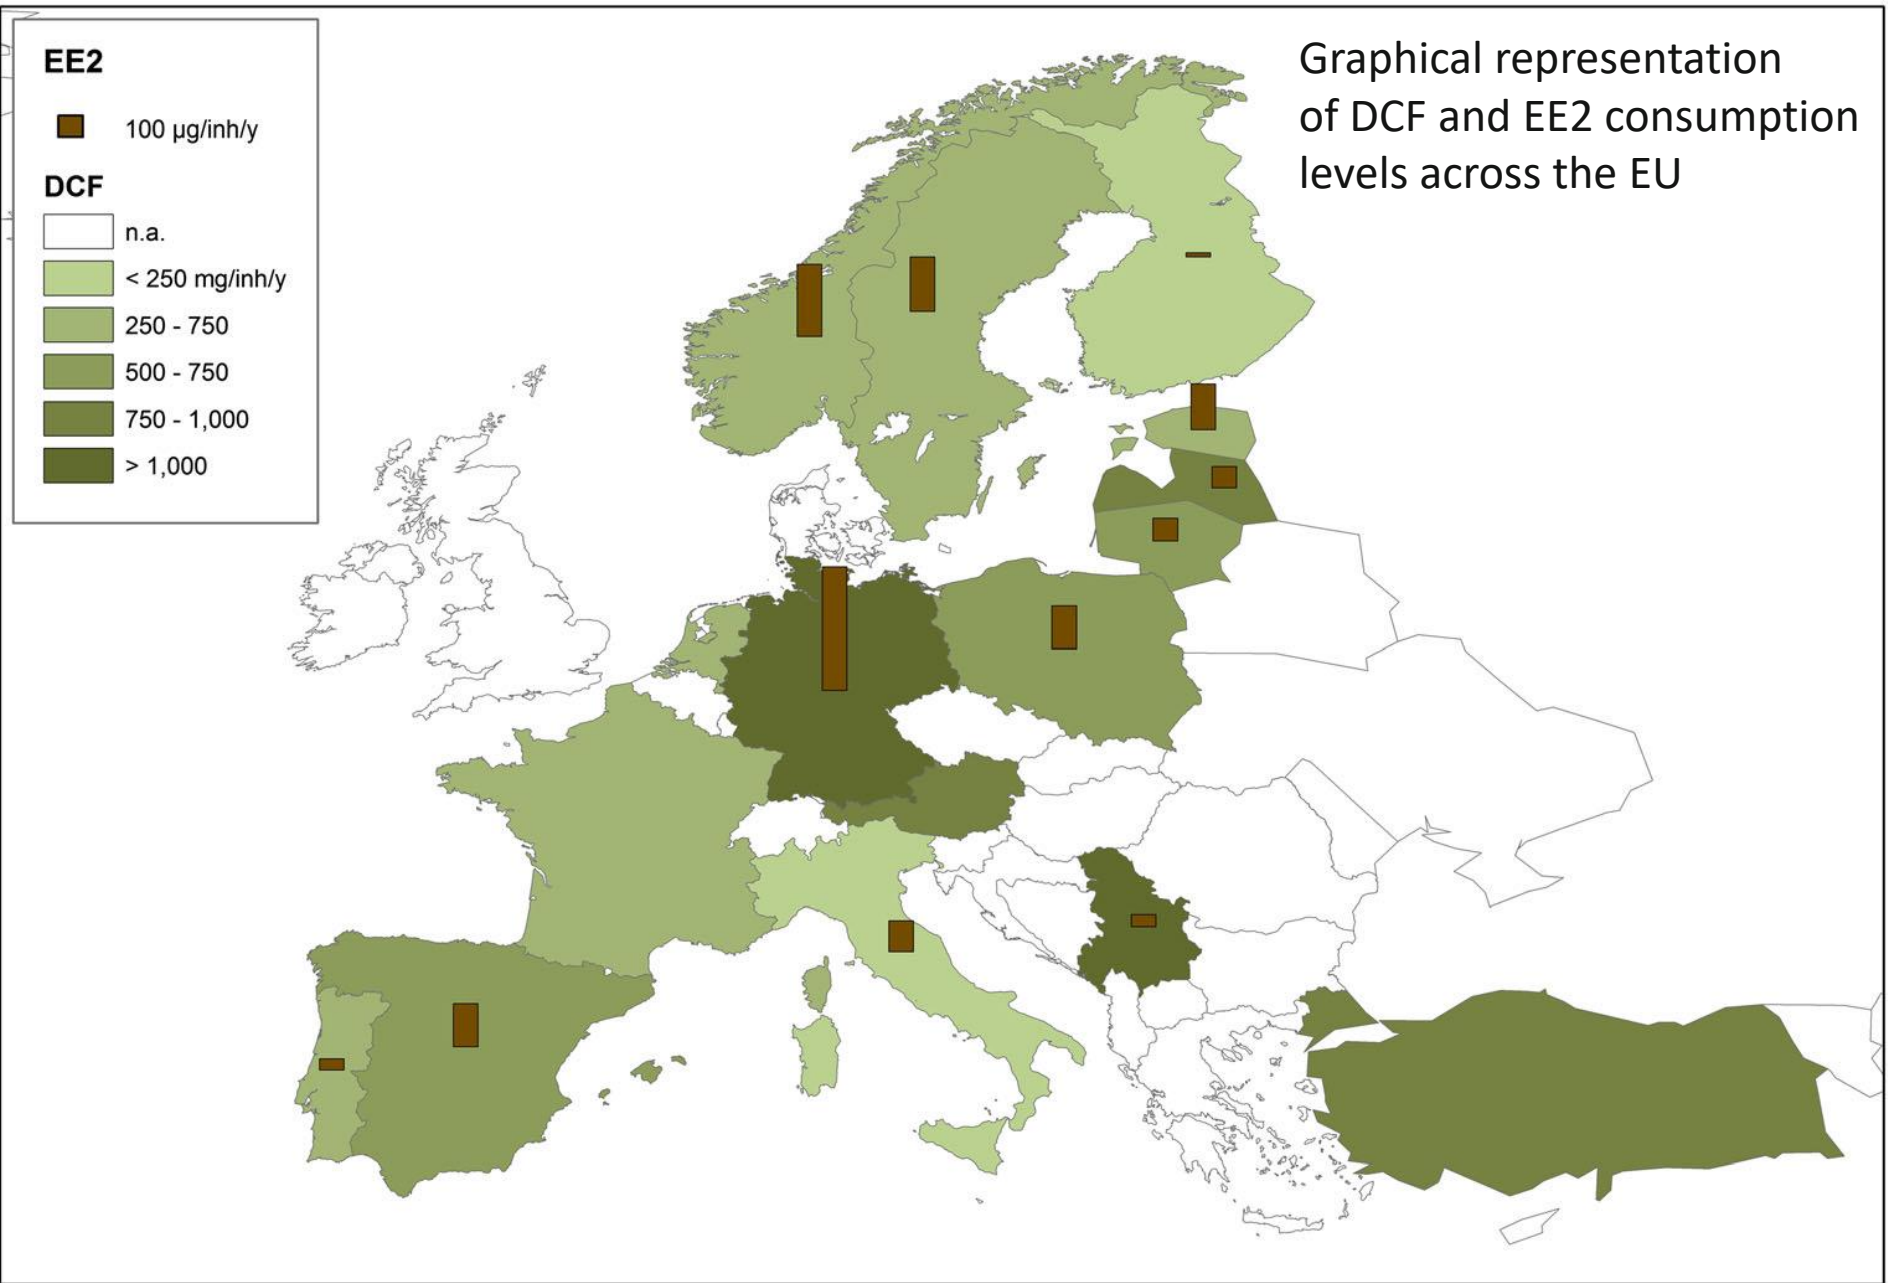 EE2
100 µg/inh/y
DCF
n.a.
< 250 mg/inh/y
250 - 750
500 - 750
750 - 1,000
> 1,000
Graphical representation
of DCF and EE2 consumption
levels across the EU